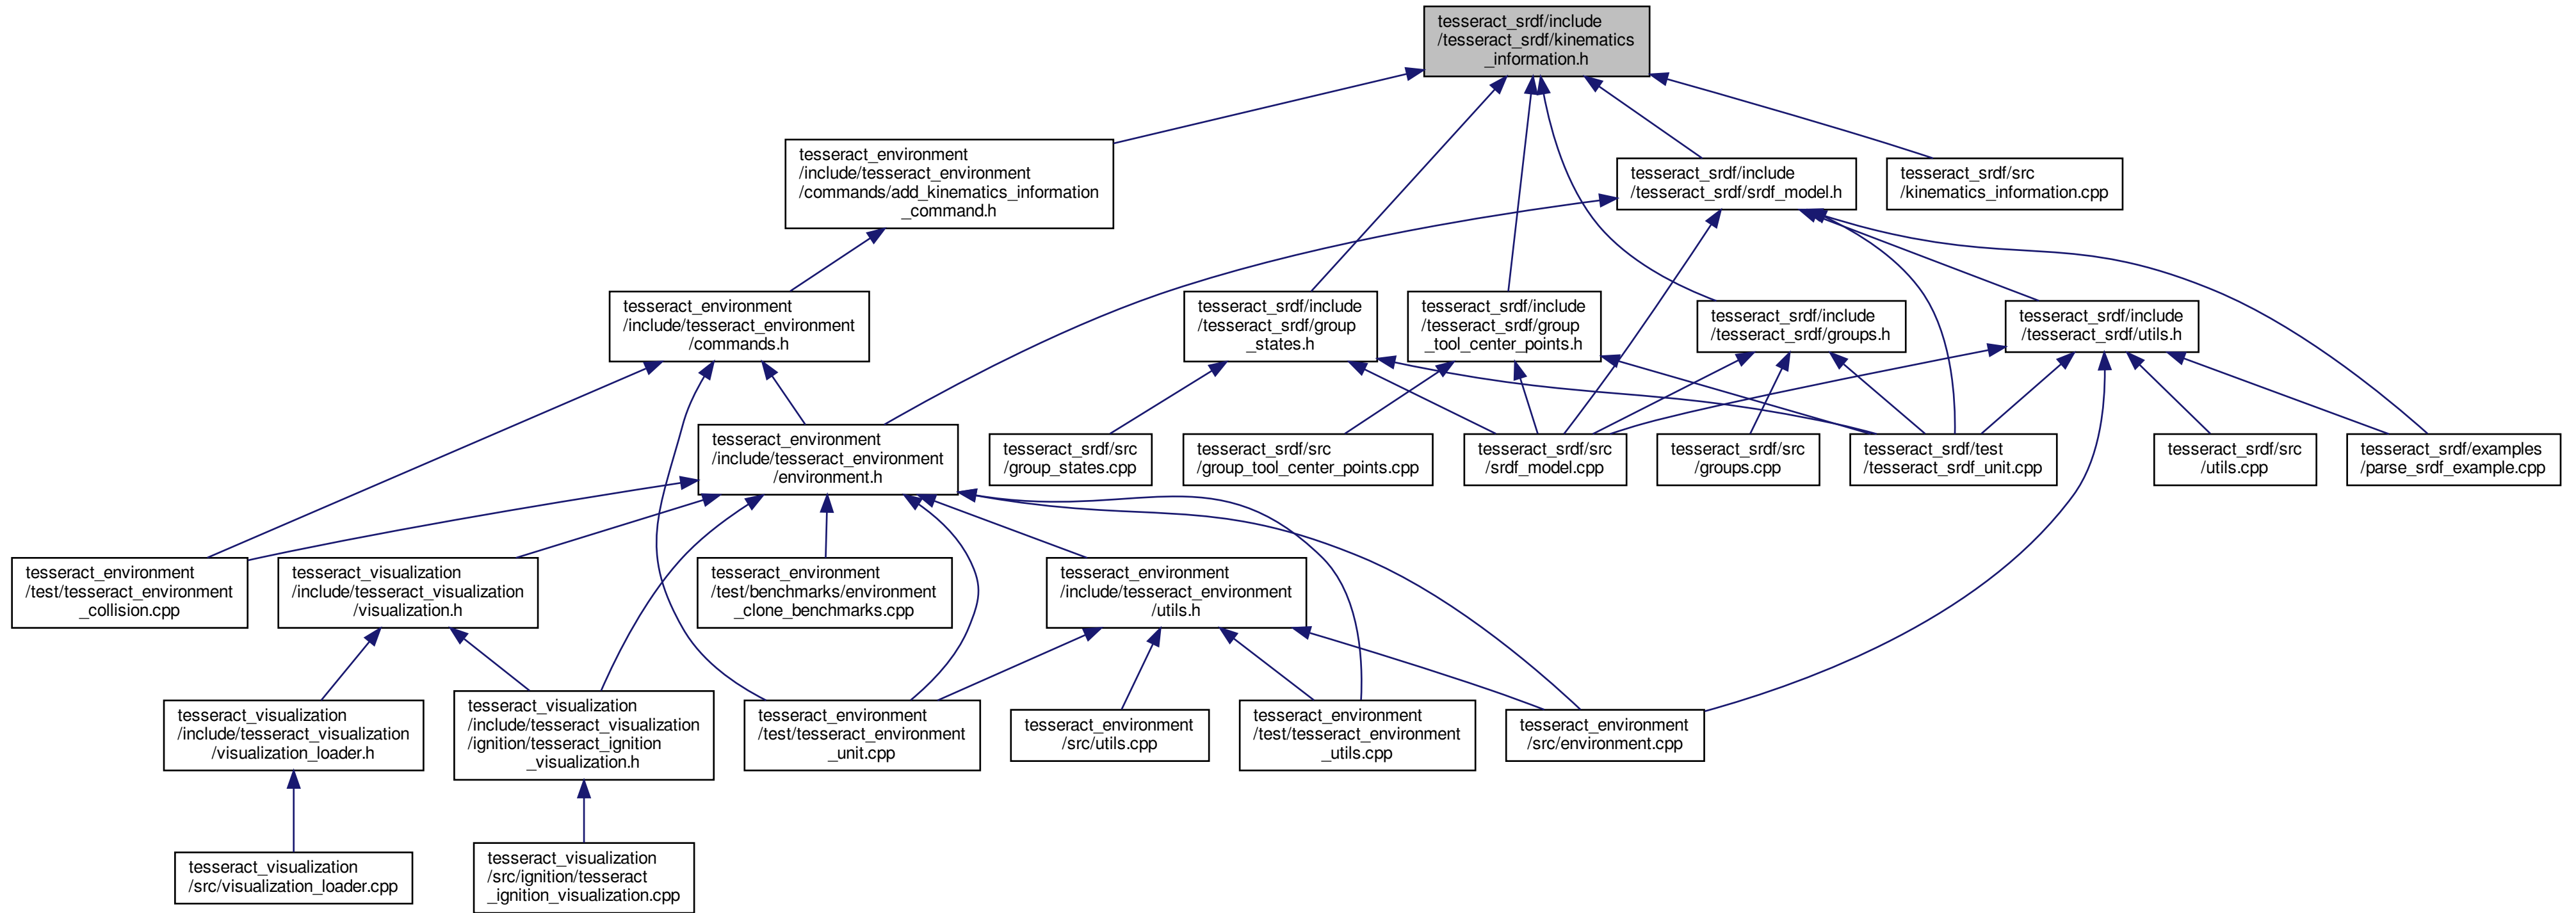 tesseract_srdf/include
/tesseract_srdf/kinematics
_information.h
tesseract_environment
/include/tesseract_environment
/commands/add_kinematics_information
_command.h
tesseract_srdf/include
/tesseract_srdf/srdf_model.h
tesseract_srdf/src
/kinematics_information.cpp
tesseract_environment
/include/tesseract_environment
/commands.h
tesseract_srdf/include
/tesseract_srdf/group
_states.h
tesseract_srdf/include
/tesseract_srdf/group
_tool_center_points.h
tesseract_srdf/include
/tesseract_srdf/groups.h
tesseract_srdf/include
/tesseract_srdf/utils.h
tesseract_environment
/include/tesseract_environment
/environment.h
tesseract_srdf/src
/group_states.cpp
tesseract_srdf/src
/group_tool_center_points.cpp
tesseract_srdf/src
/srdf_model.cpp
tesseract_srdf/src
/groups.cpp
tesseract_srdf/test
/tesseract_srdf_unit.cpp
tesseract_srdf/src
/utils.cpp
tesseract_srdf/examples
/parse_srdf_example.cpp
tesseract_environment
/test/tesseract_environment
_collision.cpp
tesseract_visualization
/include/tesseract_visualization
/visualization.h
tesseract_environment
/test/benchmarks/environment
_clone_benchmarks.cpp
tesseract_environment
/include/tesseract_environment
/utils.h
tesseract_visualization
/include/tesseract_visualization
/visualization_loader.h
tesseract_visualization
/include/tesseract_visualization
/ignition/tesseract_ignition
_visualization.h
tesseract_environment
/test/tesseract_environment
_unit.cpp
tesseract_environment
/src/utils.cpp
tesseract_environment
/test/tesseract_environment
_utils.cpp
tesseract_environment
/src/environment.cpp
tesseract_visualization
/src/visualization_loader.cpp
tesseract_visualization
/src/ignition/tesseract
_ignition_visualization.cpp